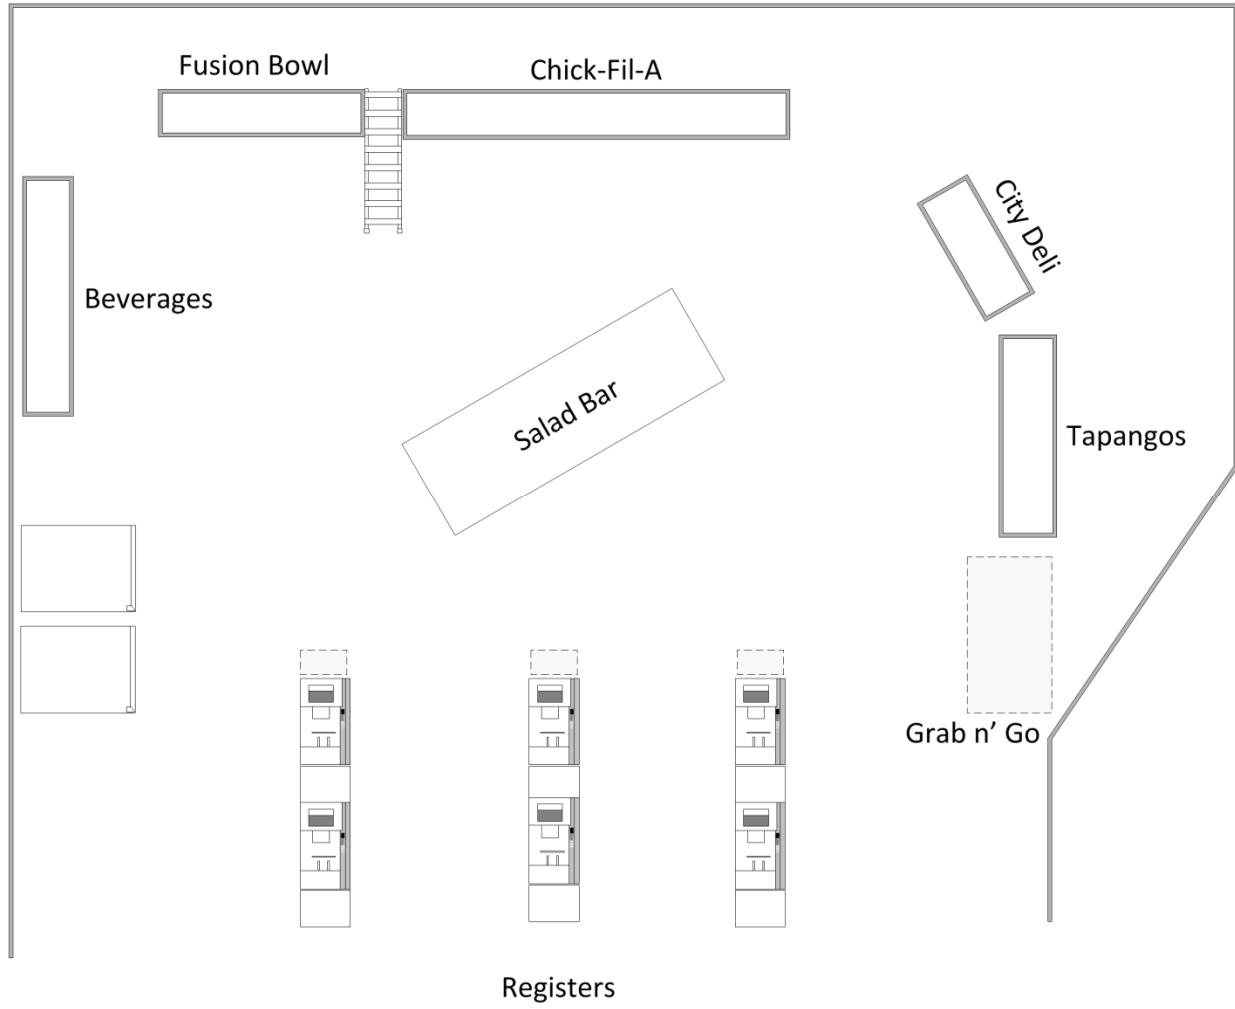 Fusion Bowl
Chick-Fil-A
City Deli
Beverages
Salad Bar
Tapangos
Grab n’ Go
Registers